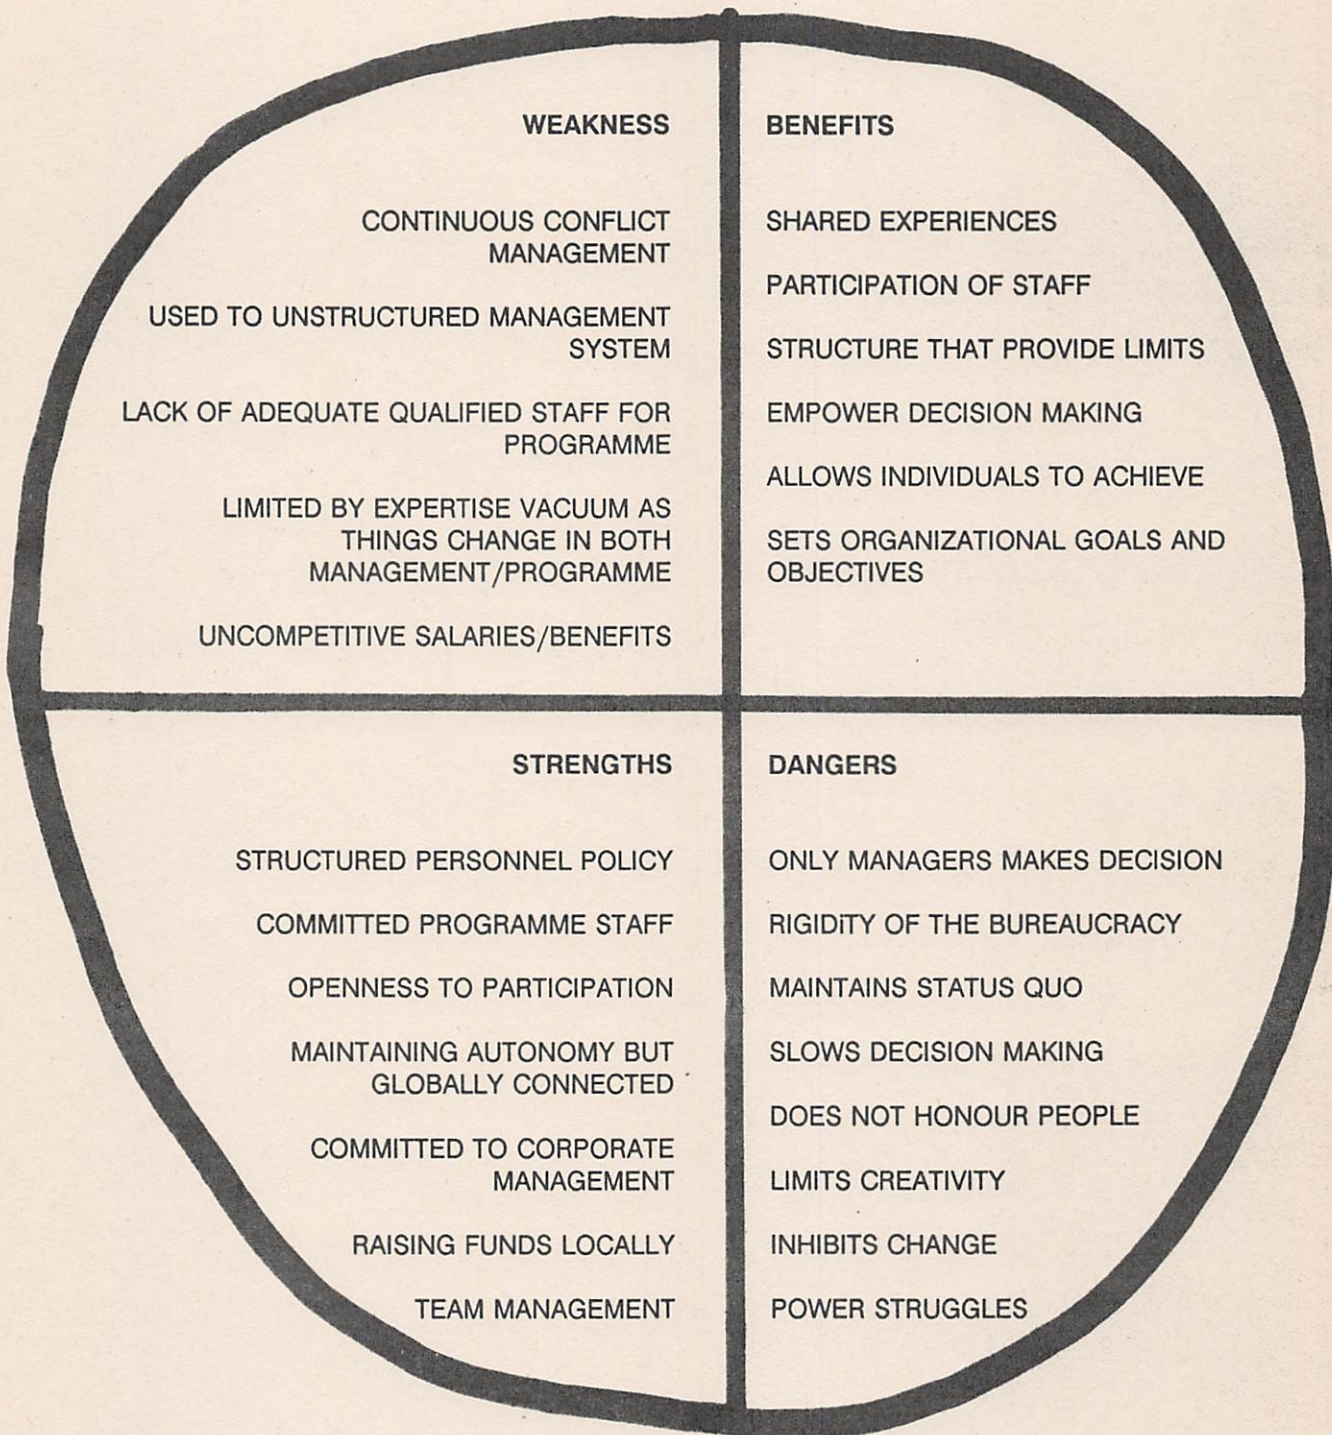 WEAKNESS
CONTINUOUS CONFLICT
MANAGEMENT
USED TO UNSTRUCTURED MANAGEMENT
SYSTEM
LACK OF ADEQUATE QUALIFIED STAFF FOR
PROGRAMME
LIMITED BY EXPERTISE VACUUM AS
THINGS CHANGE IN BOTH
MANAGEMENT/PROGRAMME
UNCOMPETITIVE SALARIES/BENEFITS
BENEFITS
SHARED EXPERIENCES
PARTICIPATION OF STAFF
STRUCTURE THAT PROVIDE LIMITS
EMPOWER DECISION MAKING
ALLOWS INDIVIDUALS TO ACHIEVE
SETS ORGANIZATIONAL GOALS AND
OBJECTIVES
STRENGTHS
STRUCTURED PERSONNEL POLICY
COMMITTED PROGRAMME STAFF
OPENNESS TO PARTICIPATION
MAINTAINING AUTONOMY BUT
GLOBALLY CONNECTED
COMMITTED TO CORPORATE
MANAGEMENT
RAISING FUNDS LOCALLY
TEAM MANAGEMENT
DANGERS
ONLY MANAGERS MAKES DECISION
RIGIDiTY OF THE BUREAUCRACY
MAINTAINS STATUS QUO
SLOWS DECISION MAKING
DOES NOT HONOUR PEOPLE
LIMITS CREATIVITY
INHIBITS CHANGE
POWER STRUGGLES